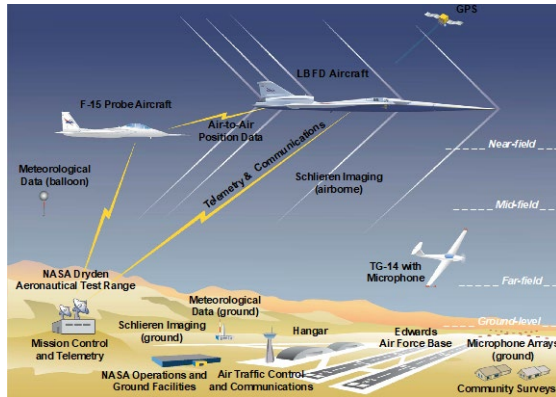 GPS
LBFD Aircraft
F-15 Probe Aircraft
Air-to-Air
Position Data
Telemetry & Communications
Near-field
Meteorological
Data (balloon)
Schlieren Imaging
(airborne)
Mid-field
TG-14 with
Microphone
Far-field
NASA Dryden
Aeronautical Test Range
Meteorological
Data (ground)
Ground-level
Mission Control
and Telemetry
Schlieren Imaging
(ground)
Hangar
Edwards
Air Force Base
Microphone Arrays
(ground)
NASA Operations and
Ground Facilities
Air Traffic Control
and Communications
Community Surveys